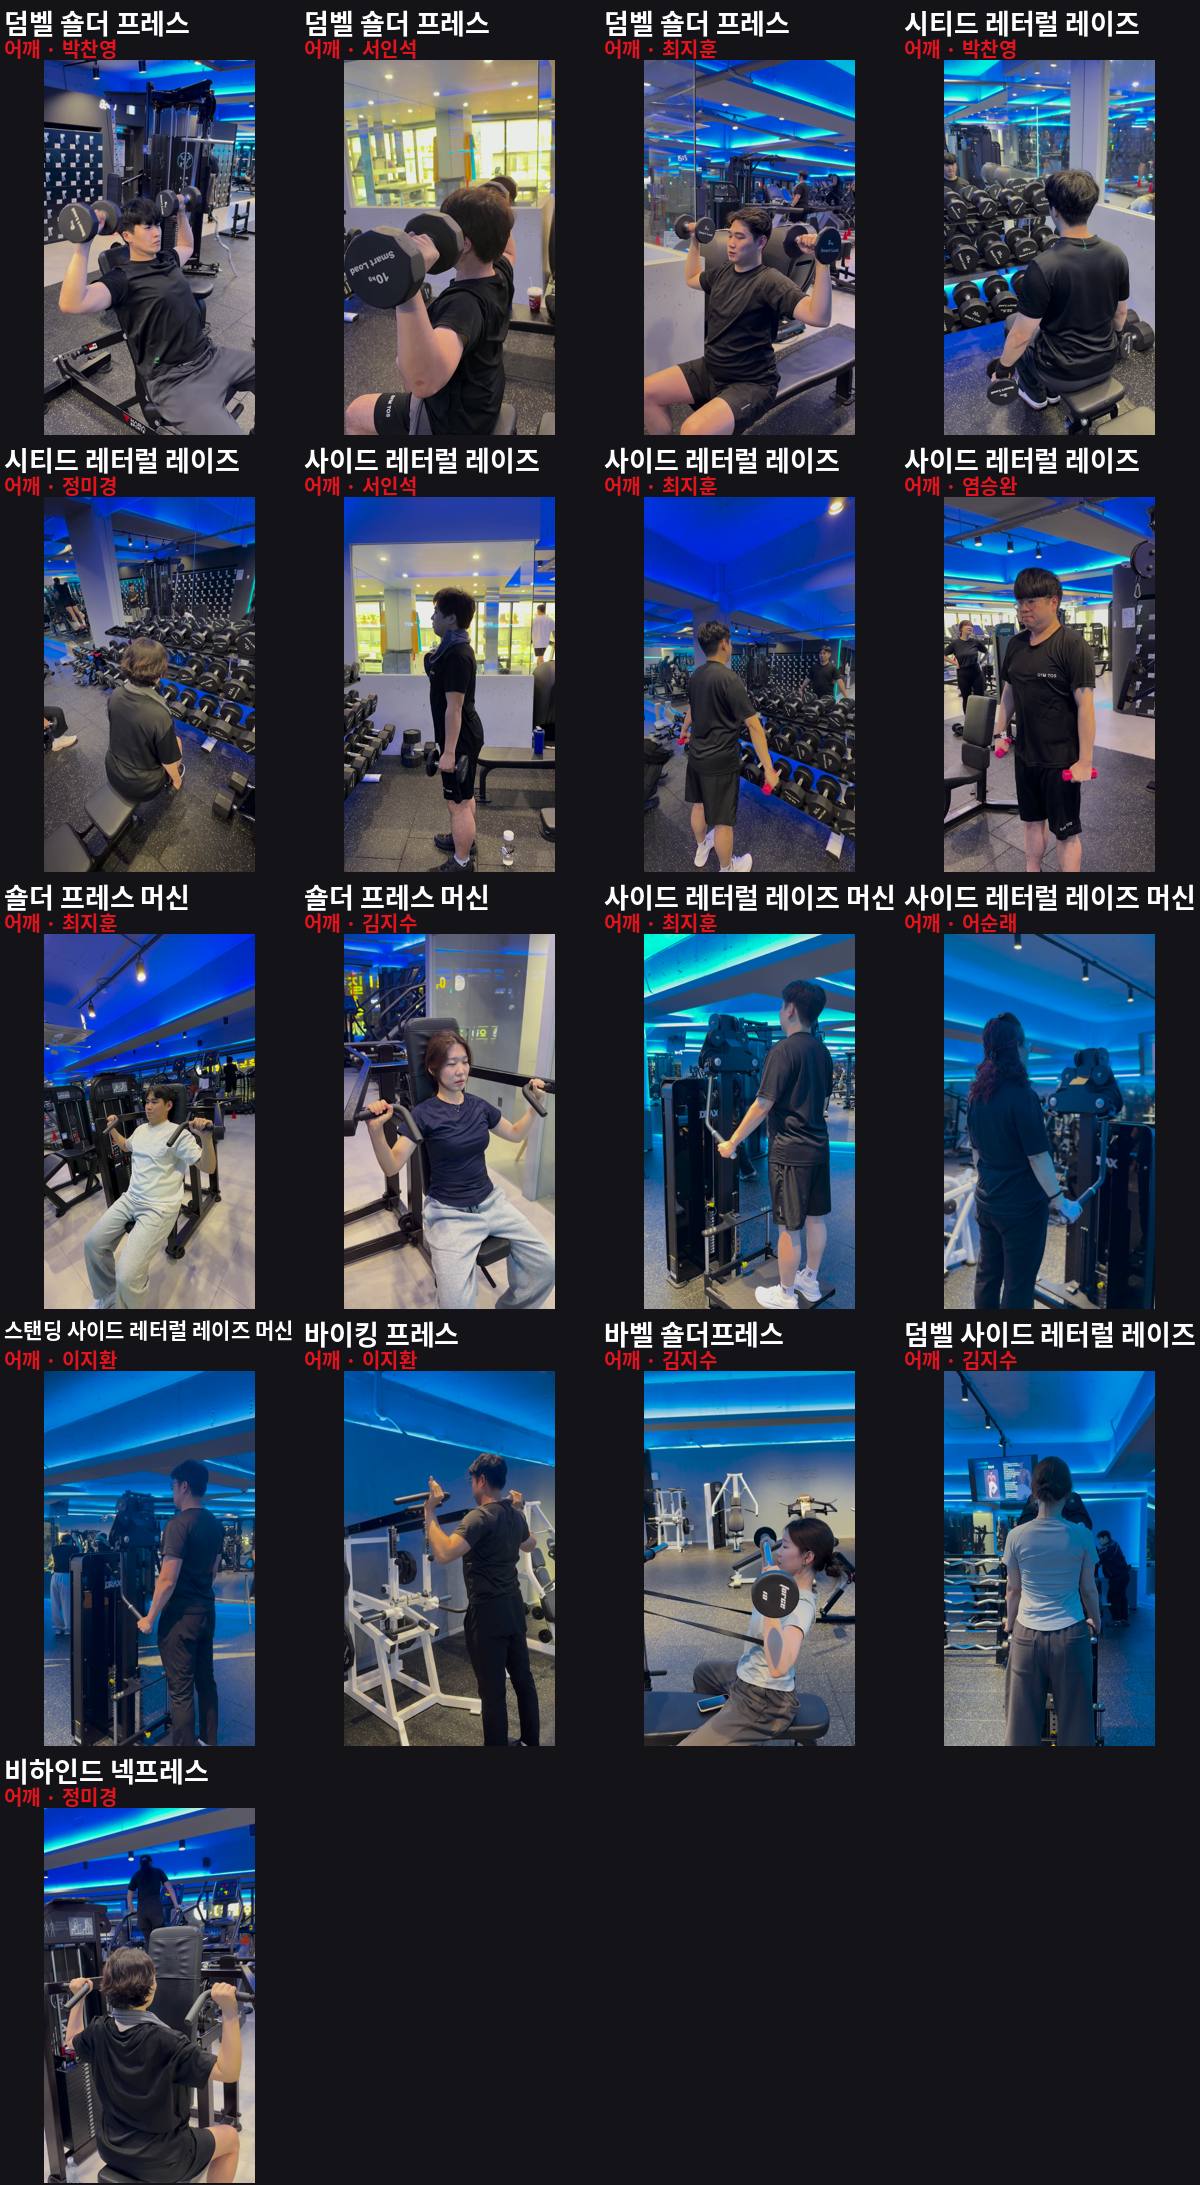 덤벨 숄더 프레스
어깨 · 박찬영
덤벨 숄더 프레스
어깨 · 서인석
Smart Load
10kg
덤벨 숄더 프레스
어깨 · 최지훈
시티드 레터럴 레이즈
어깨 · 박찬영
시티드 레터럴 레이즈
어깨 · 정미경
사이드 레터럴 레이즈
어깨 · 서인석
사이드 레터럴 레이즈
어깨 · 최지훈
사이드 레터럴 레이즈
어깨 · 염승완
GYM TOS
숄더 프레스 머신
어깨 · 최지훈
숄더 프레스 머신
어깨 · 김지수
사이드 레터럴 레이즈 머신
어깨 · 최지훈
사이드 레터럴 레이즈 머신
어깨 · 어순래
스탠딩 사이드 레터럴 레이즈 머신
어깨 · 이지환
바이킹 프레스
어깨 · 이지환
바벨 숄더프레스
어깨 · 김지수
덤벨 사이드 레터럴 레이즈
어깨 · 김지수
비하인드 넥프레스
어깨 · 정미경